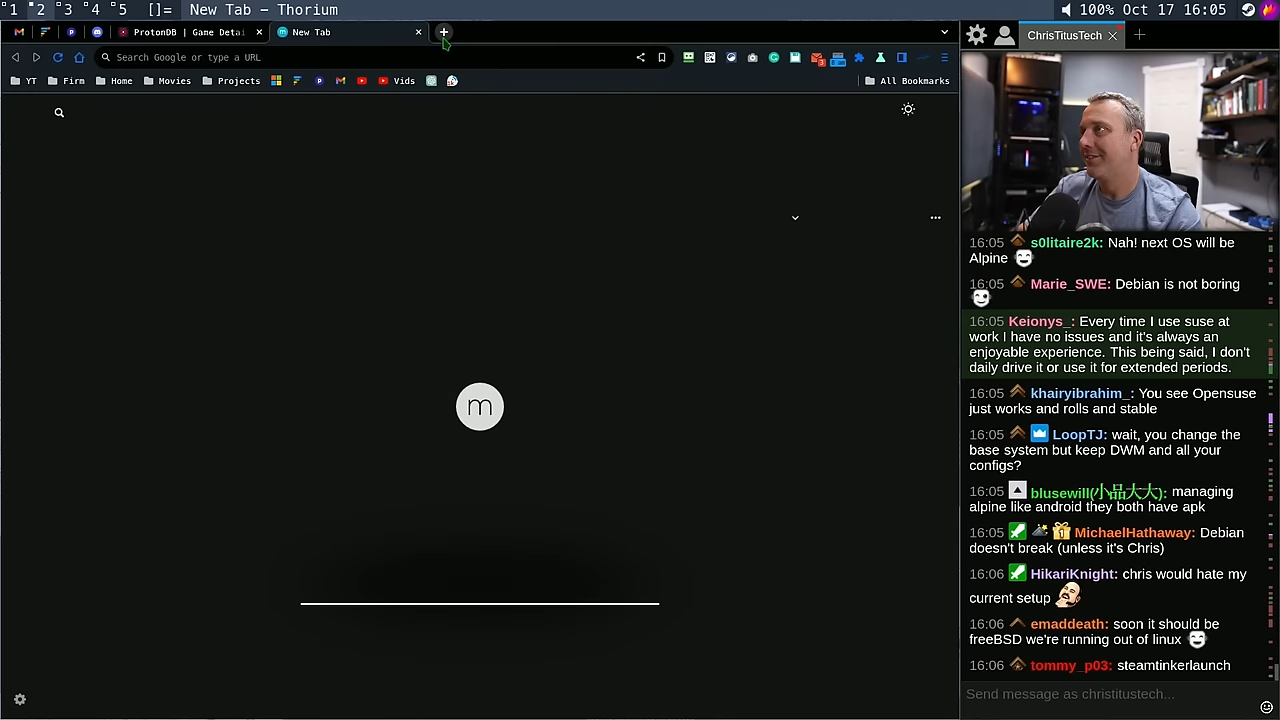 1 2 3 4 5 []= New Tab – Thorium 100% Oct 17 16:05
ProtonDB | Game Detai New Tab
Search Google or type a URL
YT Firm Home Movies Projects Vids All Bookmarks
m
ChrisTitusTech
16:05 s0litaire2k: Nah! next OS will be
Alpine
16:05 Marie_SWE: Debian is not boring
16:05 Keionys_: Every time I use suse at
work I have no issues and it's always an
enjoyable experience. This being said, I don't
daily drive it or use it for extended periods.
16:05 khairyibrahim_: You see Opensuse
just works and rolls and stable
16:05 LoopTJ: wait, you change the
base system but keep DWM and all your
configs?
16:05 blusewill(小品大大): managing
alpine like android they both have apk
16:05 MichaelHathaway: Debian
doesn't break (unless it's Chris)
16:06 HikariKnight: chris would hate my
current setup
16:06 emaddeath: soon it should be
freeBSD we're running out of linux
16:06 tommy_p03: steamtinkerlaunch
Send message as christitustech...